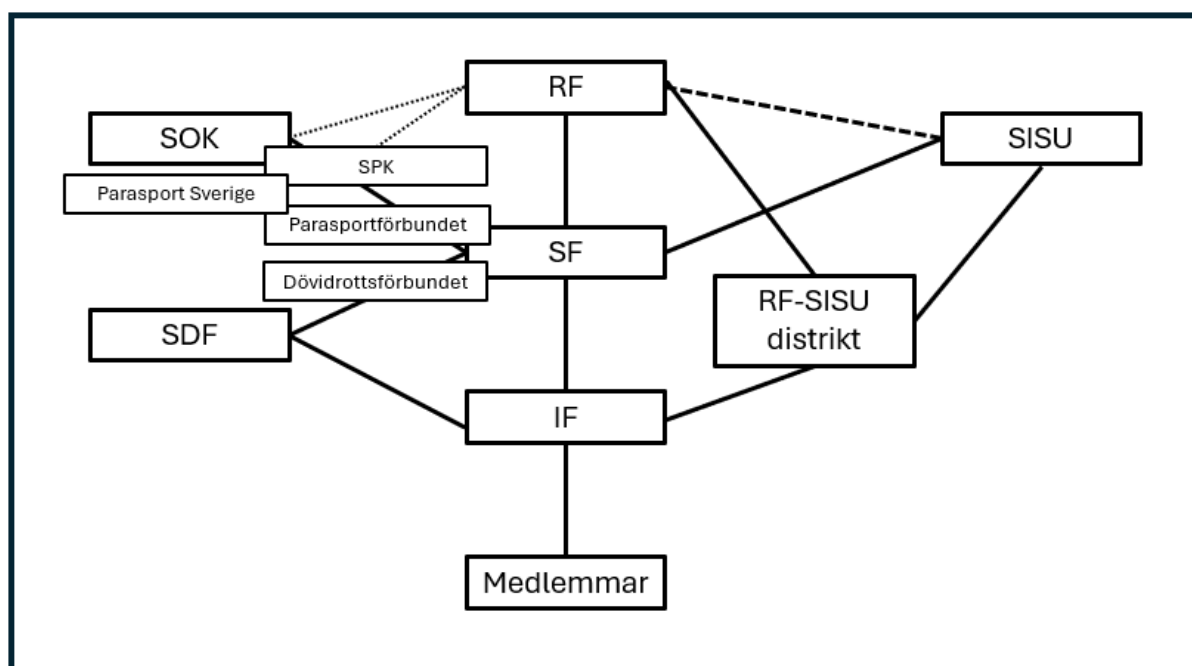 RF
SOK
SISU
SPK
Parasport Sverige
Parasportförbundet
SF
Dövidrottsförbundet
RF-SISU
distrikt
SDF
IF
Medlemmar